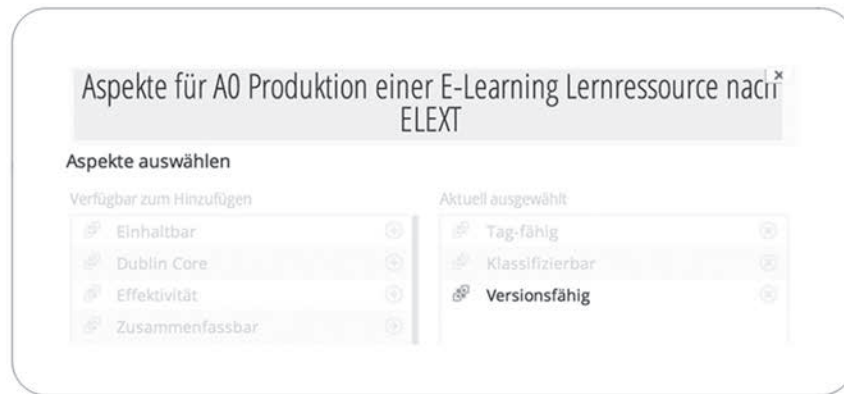 Aspekte für A0 Produktion einer E-Learning Lernressource nach
ELEXT
Aspekte auswählen
Verfügbar zum Hinzufügen
Einhaltbar
Dublin Core
Effektivität
Zusammenfassbar
Aktuell ausgewählt
Tag-fähig
Klassifizierbar
Versionsfähig